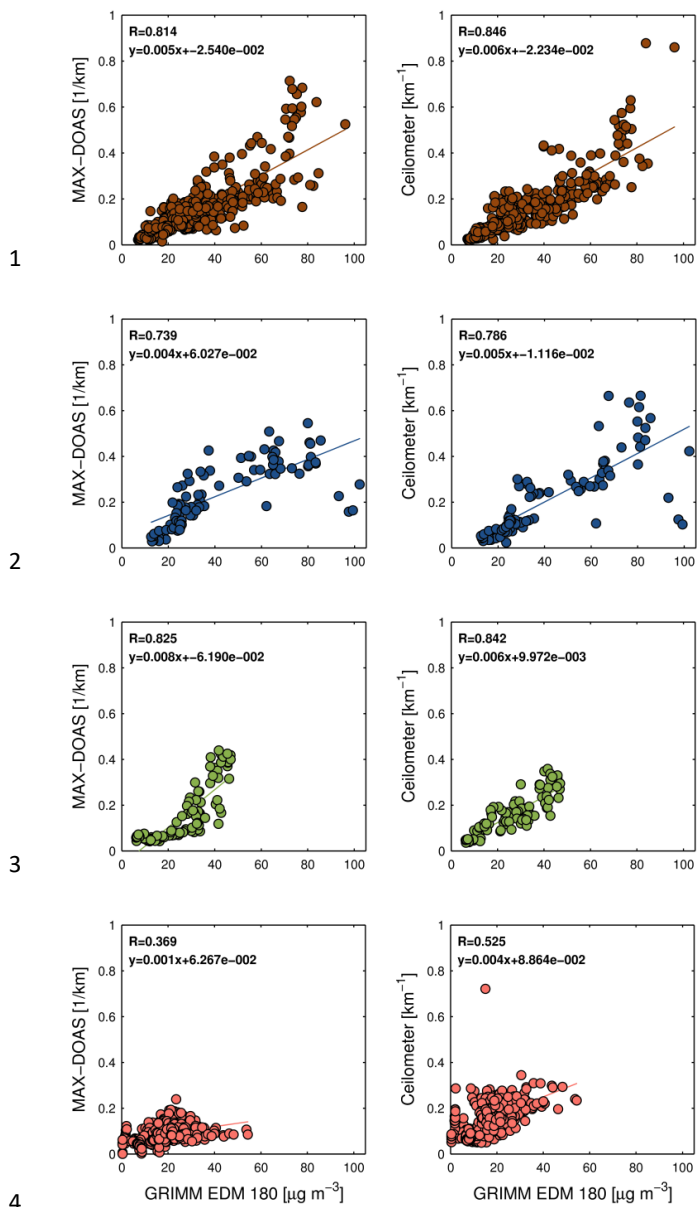 R=0.814
y=0.005x+-2.540e-002
MAX-DOAS [1/km]
1
0.8
0.6
0.4
0.2
0
0 20 40 60 80 100
R=0.846
y=0.006x+-2.234e-002
Ceilometer [km⁻¹]
1
0.8
0.6
0.4
0.2
0
0 20 40 60 80 100
1
R=0.739
y=0.004x+6.027e-002
MAX-DOAS [1/km]
1
0.8
0.6
0.4
0.2
0
0 20 40 60 80 100
R=0.786
y=0.005x+-1.116e-002
Ceilometer [km⁻¹]
1
0.8
0.6
0.4
0.2
0
0 20 40 60 80 100
2
R=0.825
y=0.008x+-6.190e-002
MAX-DOAS [1/km]
1
0.8
0.6
0.4
0.2
0
0 20 40 60 80 100
R=0.842
y=0.006x+9.972e-003
Ceilometer [km⁻¹]
1
0.8
0.6
0.4
0.2
0
0 20 40 60 80 100
3
R=0.369
y=0.001x+6.267e-002
MAX-DOAS [1/km]
1
0.8
0.6
0.4
0.2
0
0 20 40 60 80 100
GRIMM EDM 180 [µg m⁻³]
R=0.525
y=0.004x+8.864e-002
Ceilometer [km⁻¹]
1
0.8
0.6
0.4
0.2
0
0 20 40 60 80 100
GRIMM EDM 180 [µg m⁻³]
4